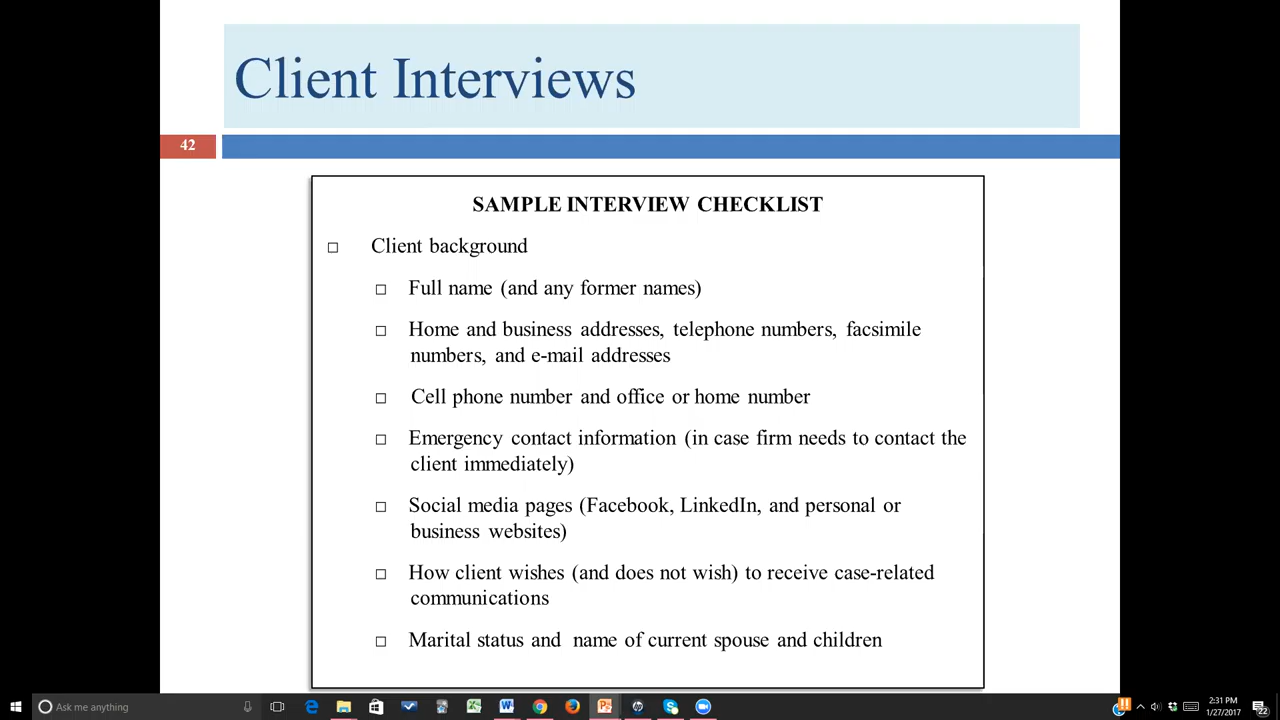 Client Interviews
42
SAMPLE INTERVIEW CHECKLIST
Client background
Full name (and any former names)
Home and business addresses, telephone numbers, facsimile
numbers, and e-mail addresses
Cell phone number and office or home number
Emergency contact information (in case firm needs to contact the
client immediately)
Social media pages (Facebook, LinkedIn, and personal or
business websites)
How client wishes (and does not wish) to receive case-related
communications
Marital status and name of current spouse and children
Ask me anything
2:31 PM
1/27/2017
22